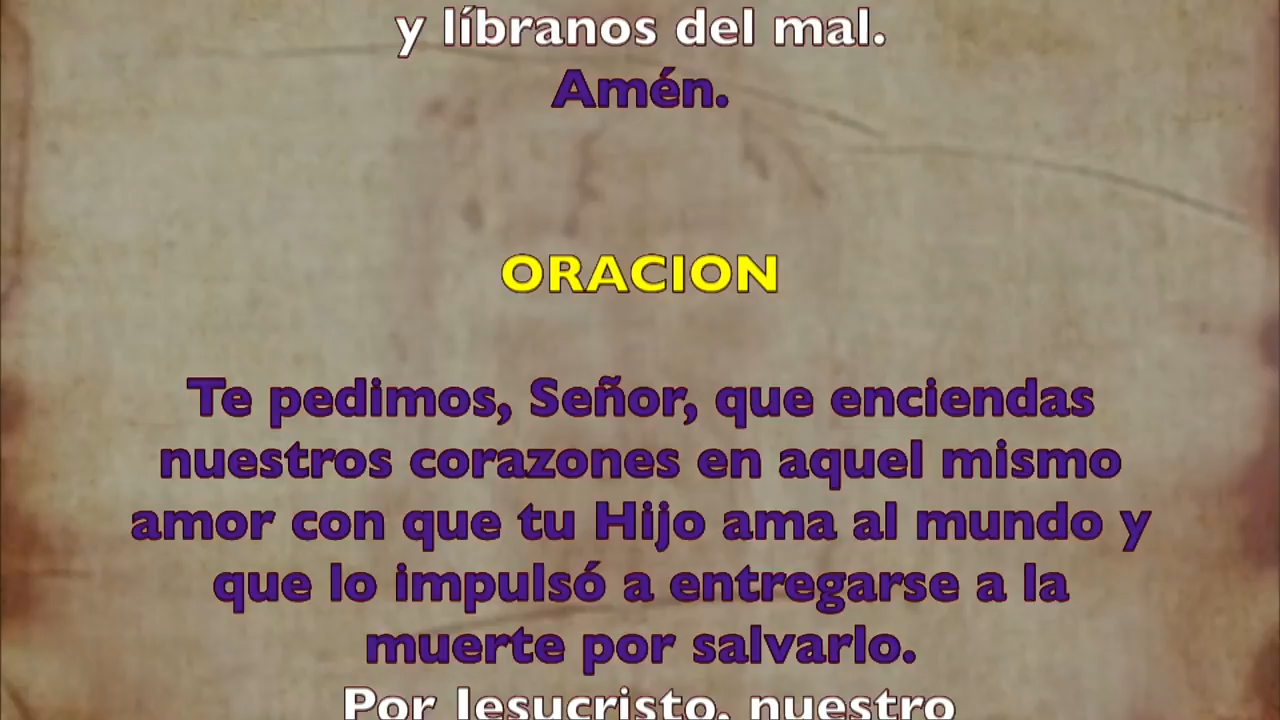 y líbranos del mal.
Amén.
ORACION
Te pedimos, Señor, que enciendas
nuestros corazones en aquel mismo
amor con que tu Hijo ama al mundo y
que lo impulsó a entregarse a la
muerte por salvarlo.
Por Jesucristo, nuestro